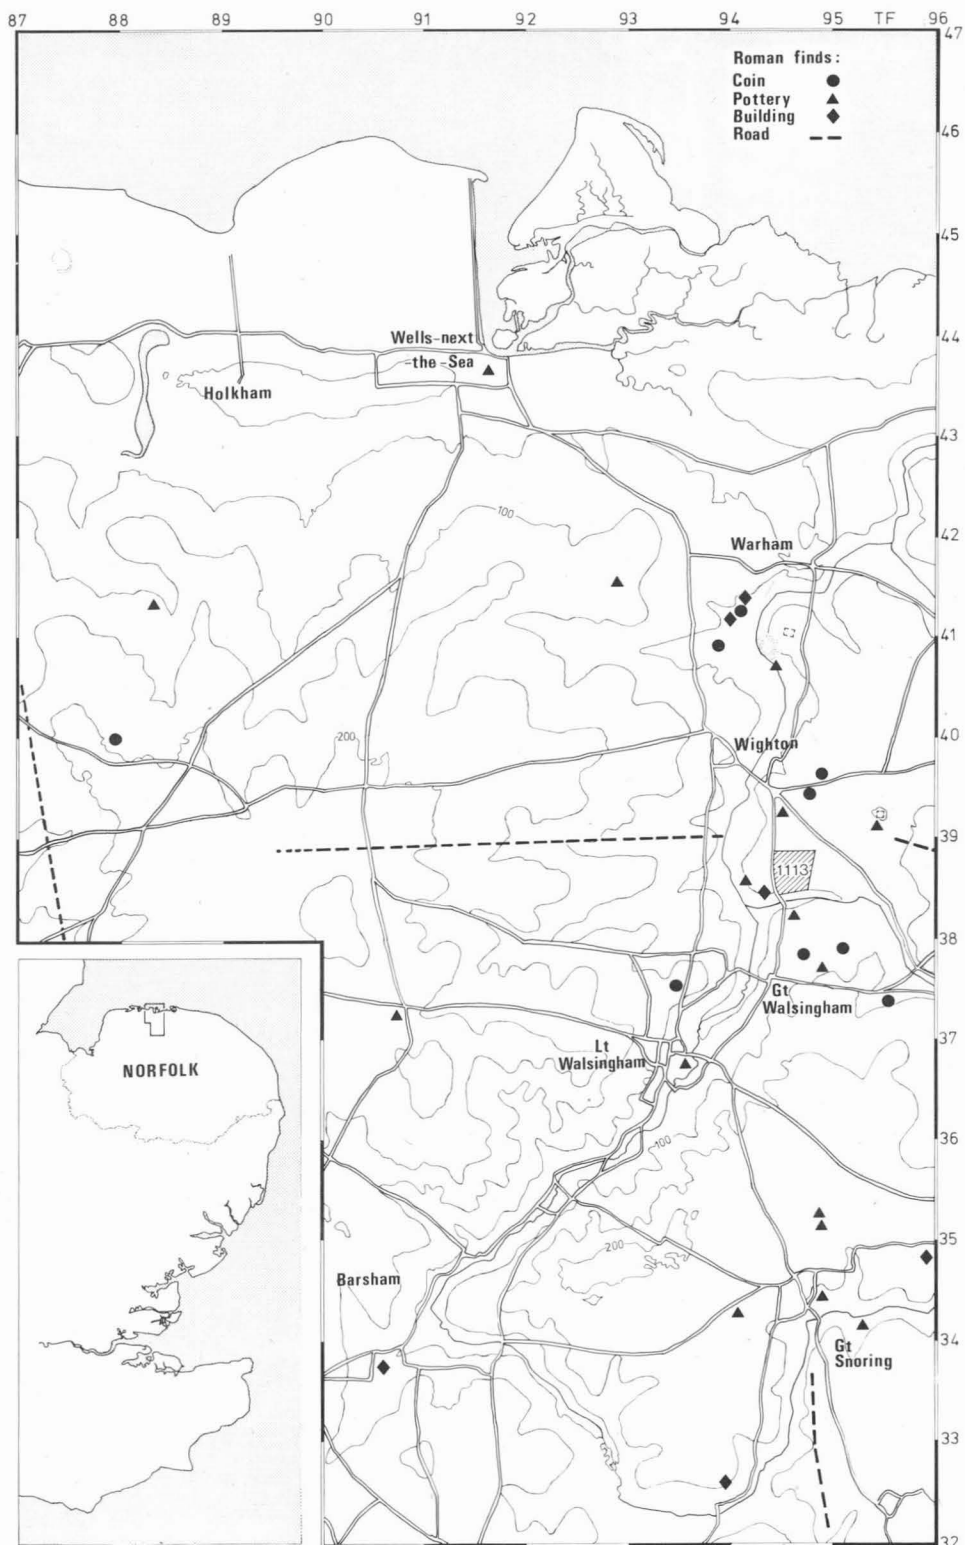 87 88 89 90 91 92 93 94 95 TF 96
47
Roman finds:
Coin
Pottery
Building
Road
46
45
44
Wells-next
-the-Sea
Holkham
43
100
42
Warham
41
200
40
Wighton
39
1113
38
Gt
Walsingham
37
Lt
Walsingham
NORFOLK
36
100
35
200
Barsham
34
Gt
Snoring
33
32